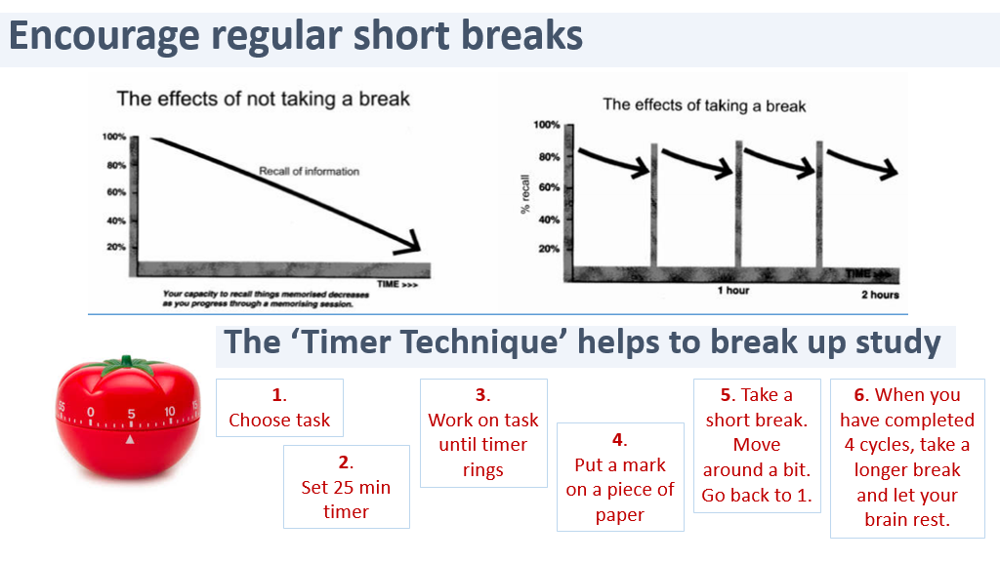 Encourage regular short breaks
The effects of not taking a break
100%
80%
60%
40%
20%
Recall of information
TIME >>>
Your capacity to recall things memorised decreases
as you progress through a memorising session.
The effects of taking a break
% recall
100%
80%
60%
40%
20%
TIME >>>
1 hour
2 hours
The ‘Timer Technique’ helps to break up study
55 0 5 10 15
1.
Choose task
2.
Set 25 min
timer
3.
Work on task
until timer
rings
4.
Put a mark
on a piece of
paper
5. Take a
short break.
Move
around a bit.
Go back to 1.
6. When you
have completed
4 cycles, take a
longer break
and let your
brain rest.